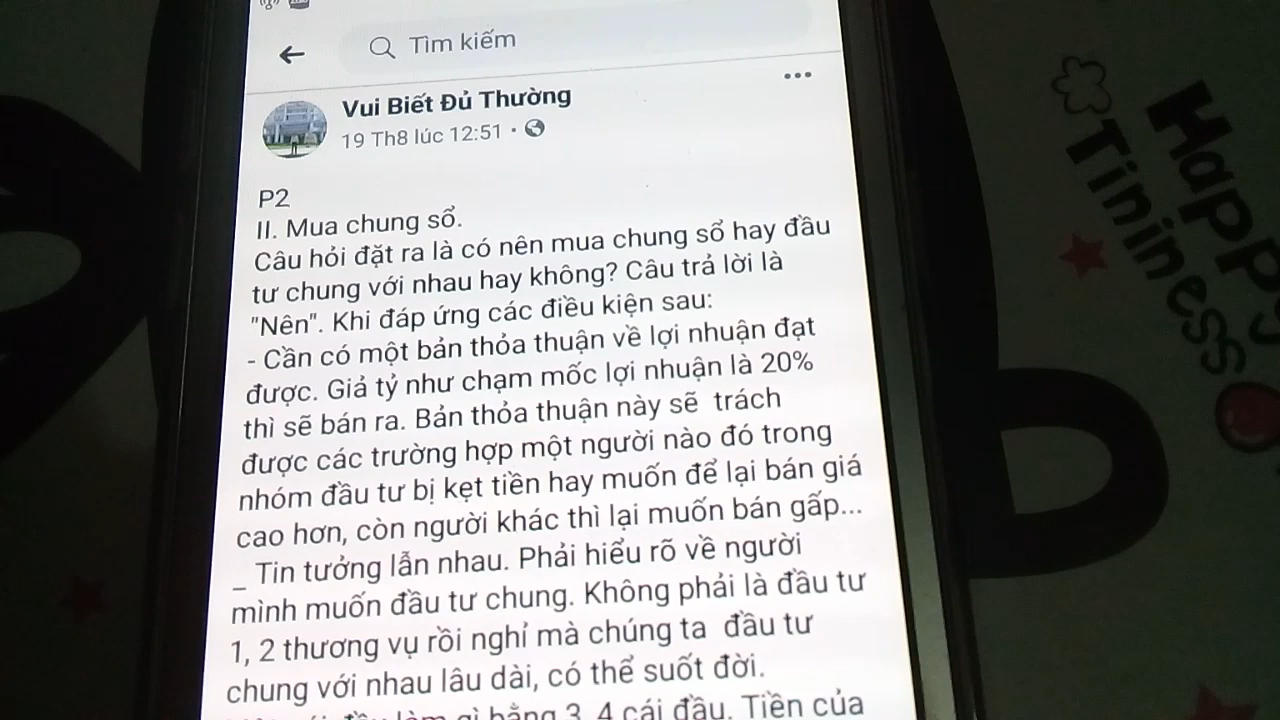 Tìm kiếm
Vui Biết Đủ Thường
19 Th8 lúc 12:51 ·
P2
II. Mua chung sổ.
Câu hỏi đặt ra là có nên mua chung sổ hay đầu
tư chung với nhau hay không? Câu trả lời là
"Nên". Khi đáp ứng các điều kiện sau:
- Cần có một bản thỏa thuận về lợi nhuận đạt
được. Giả tỷ như chạm mốc lợi nhuận là 20%
thì sẽ bán ra. Bản thỏa thuận này sẽ trách
được các trường hợp một người nào đó trong
nhóm đầu tư bị kẹt tiền hay muốn để lại bán giá
cao hơn, còn người khác thì lại muốn bán gấp...
_ Tin tưởng lẫn nhau. Phải hiểu rõ về người
mình muốn đầu tư chung. Không phải là đầu tư
1, 2 thương vụ rồi nghỉ mà chúng ta đầu tư
chung với nhau lâu dài, có thể suốt đời.
làm gì bằng 3, 4 cái đầu. Tiền của
Happy
Tininess